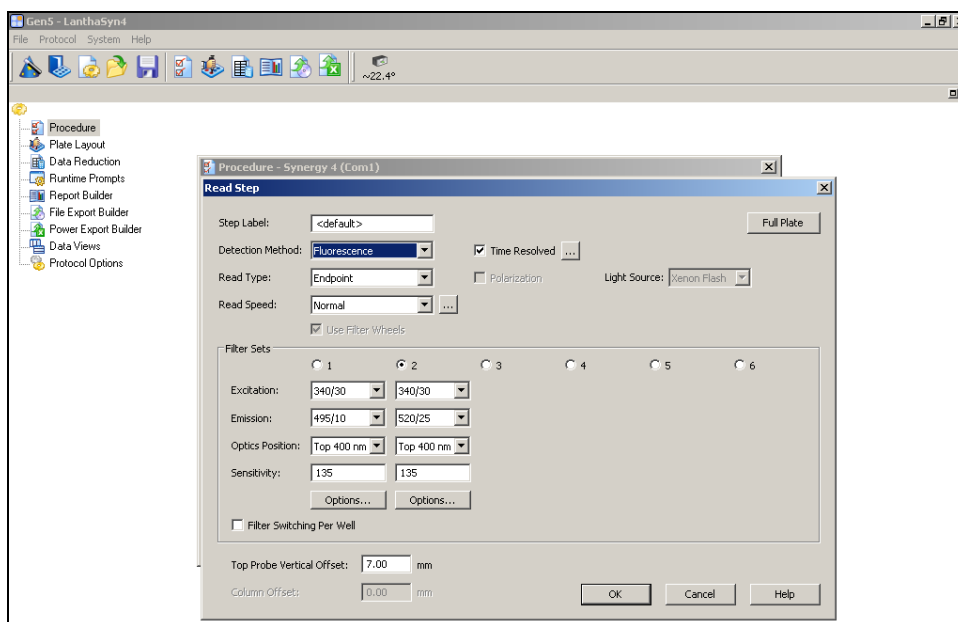 Gen5 - LanthaSyn4
File Protocol System Help
~22.4°
Procedure
Plate Layout
Data Reduction
Runtime Prompts
Report Builder
File Export Builder
Power Export Builder
Data Views
Protocol Options
Procedure - Synergy 4 (Com1)
Read Step
Step Label: <default> Full Plate
Detection Method: Fluorescence Time Resolved ...
Read Type: Endpoint Polarization Light Source: Xenon Flash
Read Speed: Normal ...
Use Filter Wheels
Filter Sets
1 2 3 4 5 6
Excitation: 340/30 340/30
Emission: 495/10 520/25
Optics Position: Top 400 nm Top 400 nm
Sensitivity: 135 135
Options... Options...
Filter Switching Per Well
Top Probe Vertical Offset: 7.00 mm
Column Offset: 0.00 mm
OK Cancel Help